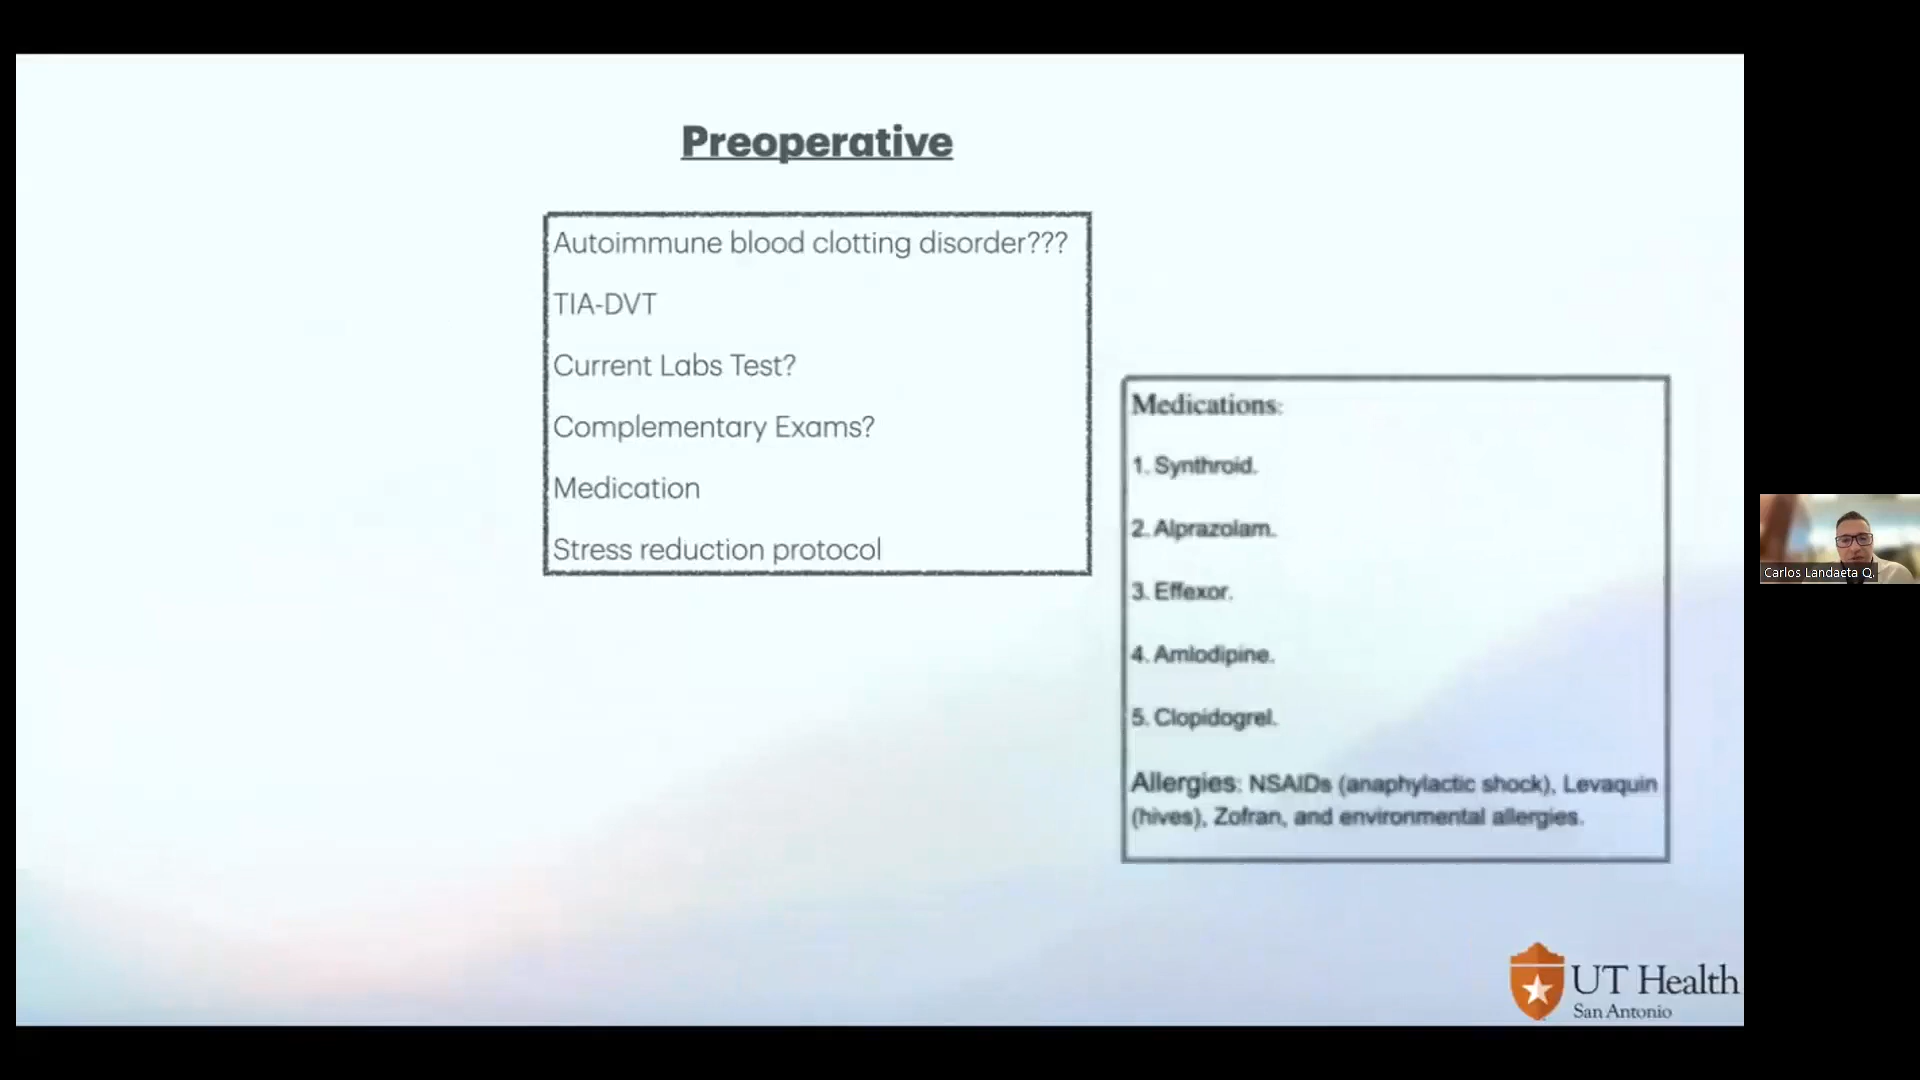 Preoperative
Autoimmune blood clotting disorder???
TIA-DVT
Current Labs Test?
Complementary Exams?
Medication
Stress reduction protocol
Medications:
1. Synthroid.
2. Alprazolam.
3. Effexor.
4. Amlodipine.
5. Clopidogrel.
Allergies: NSAIDs (anaphylactic shock), Levaquin
(hives), Zofran, and environmental allergies.
Carlos Landaeta Q.
UT Health
San Antonio